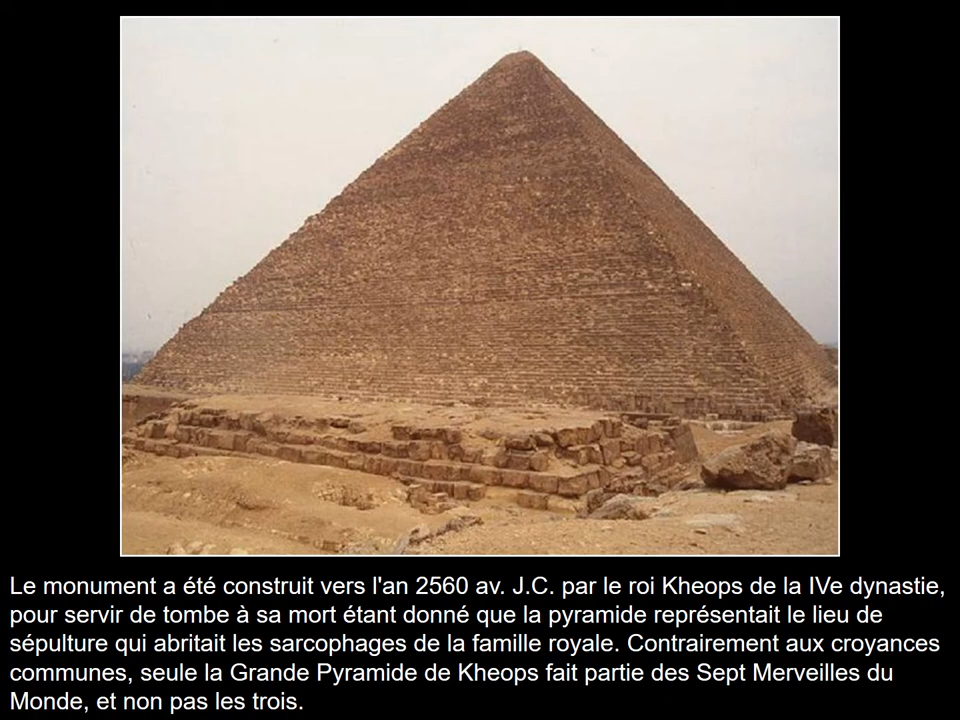 Le monument a été construit vers l'an 2560 av. J.C. par le roi Kheops de la IVe dynastie,
pour servir de tombe à sa mort étant donné que la pyramide représentait le lieu de
sépulture qui abritait les sarcophages de la famille royale. Contrairement aux croyances
communes, seule la Grande Pyramide de Kheops fait partie des Sept Merveilles du
Monde, et non pas les trois.